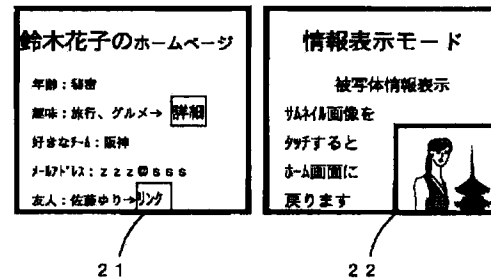 鈴木花子のホームページ
年齢：秘密
趣味：旅行、グルメ→ 詳細
好きなチーム：阪神
メールアドレス：zzz@sss
友人：佐藤ゆり→リンク
21
情報表示モード
被写体情報表示
サムネイル画像を
タッチすると
ホーム画面に
戻ります
22